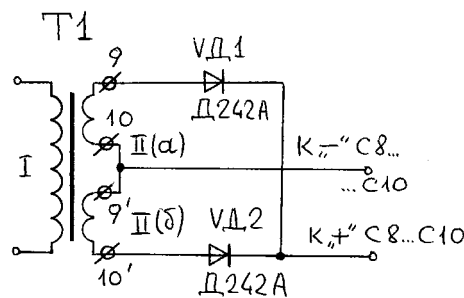 T1
9
VД1
Д242А
10
II(a)
К „–“ С8...
...С10
I
9'
II(б)
VД2
К „+“ С8...С10
10'
Д242А